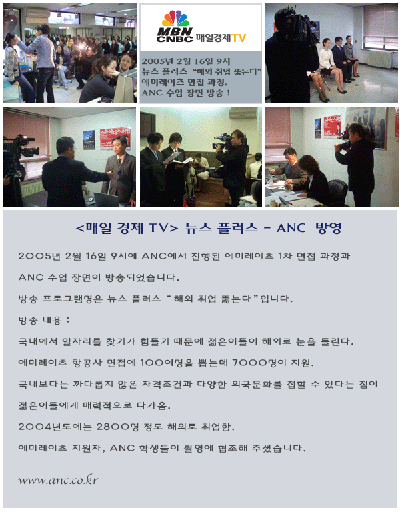 MBN
CNBC 매일경제TV
2005년 2월 16일 9시
뉴스 플러스 "해외 취업 뚫는다"
에미레이츠 면접 과정,
ANC 수업 장면 방송 !
<매일 경제 TV> 뉴스 플러스 - ANC 방영
2005년 2월 16일 9시에 ANC에서 진행된 에미레이츠 1차 면접 과정과
ANC 수업 장면이 방송되었습니다.
방송 프로그램명은 뉴스 플러스 "해외 취업 뚫는다"입니다.
방송 내용 :
국내에서 일자리를 찾기가 힘들기 때문에 젊은이들이 해외로 눈을 돌린다.
에미레이츠 항공사 면접에 100여명을 뽑는데 7000명이 지원.
국내보다는 까다롭지 않은 자격조건과 다양한 외국문화를 접할 수 있다는 점이
젊은이들에게 매력적으로 다가옴.
2004년도에는 2800명 정도 해외로 취업함.
에미레이츠 지원자, ANC 학생들이 촬영에 협조해 주셨습니다.
www.anc.co.kr